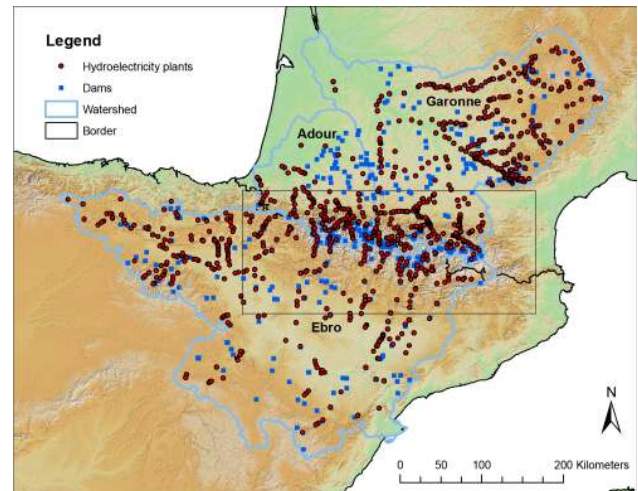 Legend
Hydroelectricity plants
Dams
Watershed
Border
Garonne
Adour
Ebro
N
0 50 100 200 Kilometers